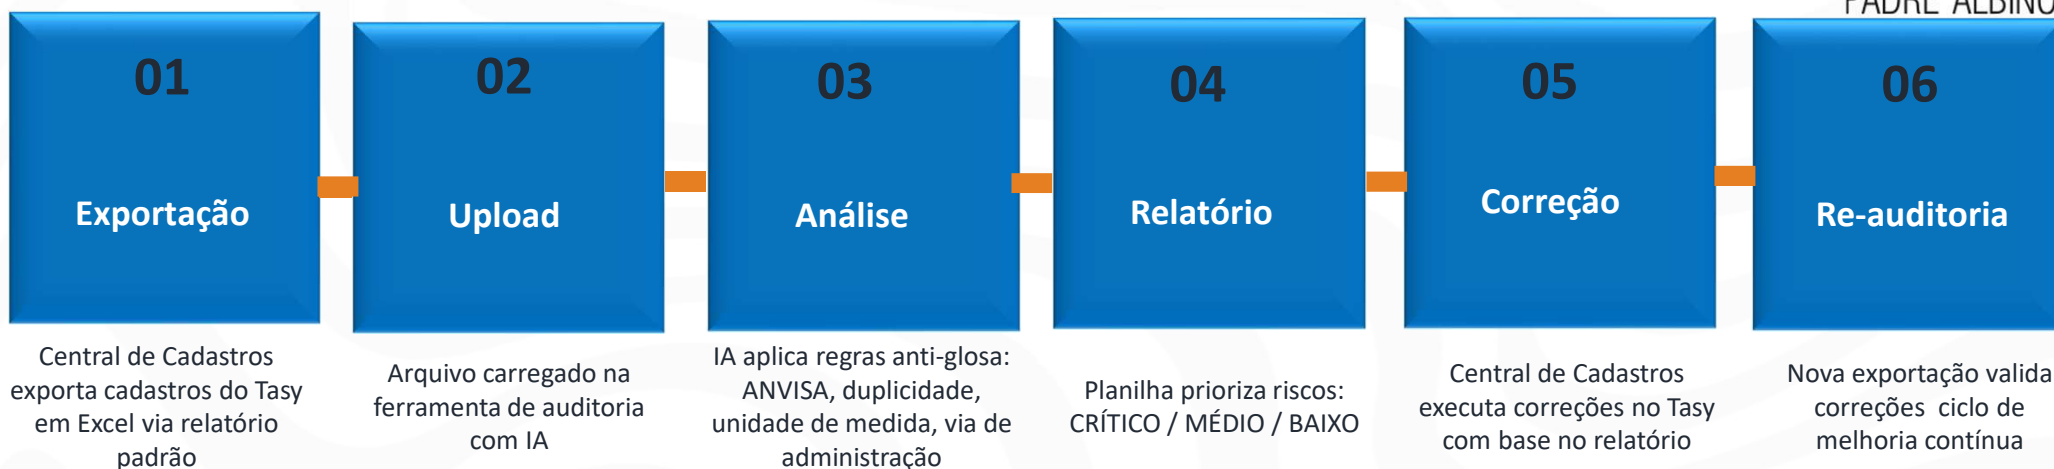 PADRE ALBINO
01
Exportação
Central de Cadastros
exporta cadastros do Tasy
em Excel via relatório
padrão
02
Upload
Arquivo carregado na
ferramenta de auditoria
com IA
03
Análise
IA aplica regras anti-glosa:
ANVISA, duplicidade,
unidade de medida, via de
administração
04
Relatório
Planilha prioriza riscos:
CRÍTICO / MÉDIO / BAIXO
05
Correção
Central de Cadastros
executa correções no Tasy
com base no relatório
06
Re-auditoria
Nova exportação valida
correções ciclo de
melhoria contínua